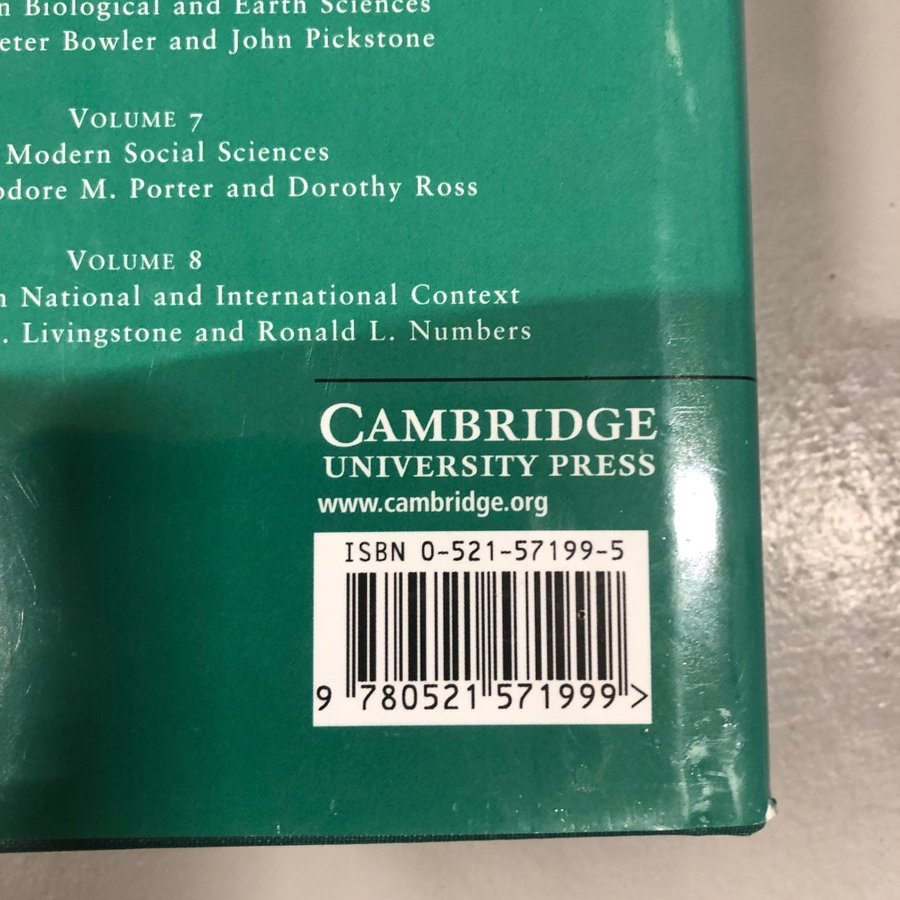 n Biological and Earth Sciences
eter Bowler and John Pickstone
VOLUME 7
Modern Social Sciences
odore M. Porter and Dorothy Ross
VOLUME 8
n National and International Context
. Livingstone and Ronald L. Numbers
CAMBRIDGE
UNIVERSITY PRESS
www.cambridge.org
ISBN 0-521-57199-5
9 780521 571999 >